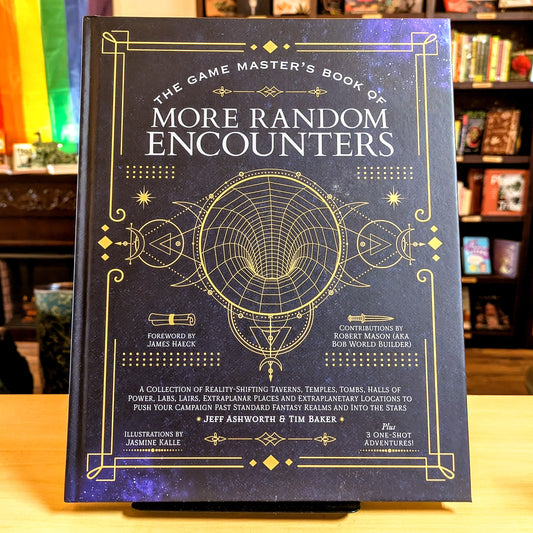 THE GAME MASTER'S BOOK OF
MORE RANDOM
ENCOUNTERS
FOREWORD BY
JAMES HAECK
CONTRIBUTIONS BY
ROBERT MASON (AKA
BOB WORLD BUILDER)
A COLLECTION OF REALITY-SHIFTING TAVERNS, TEMPLES, TOMBS, HALLS OF
POWER, LABS, LAIRS, EXTRAPLANAR PLACES AND EXTRAPLANETARY LOCATIONS TO
PUSH YOUR CAMPAIGN PAST STANDARD FANTASY REALMS AND INTO THE STARS
JEFF ASHWORTH & TIM BAKER
ILLUSTRATIONS BY
JASMINE KALLE
Plus
3 ONE-SHOT
ADVENTURES!